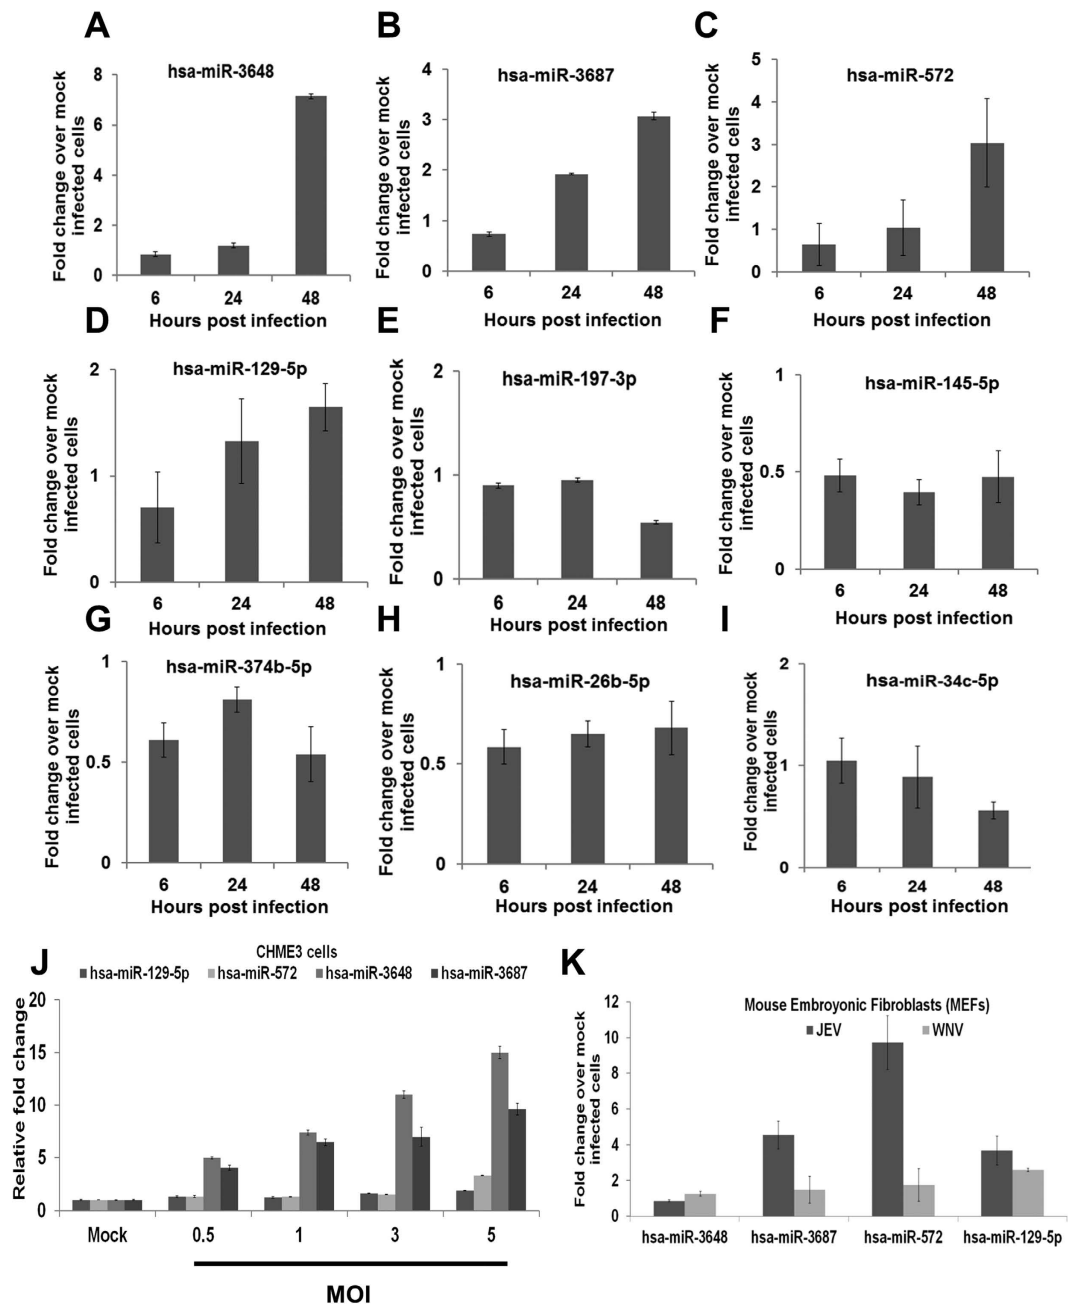 A
hsa-miR-3648
Fold change over mock
infected cells
8
6
4
2
0
6 24 48
Hours post infection
B
hsa-miR-3687
Fold change over mock
infected cells
4
3
2
1
0
6 24 48
Hours post infection
C
hsa-miR-572
Fold change over mock
infected cells
5
4
3
2
1
0
6 24 48
Hours post infection
D
hsa-miR-129-5p
Fold change over mock
infected cells
2
1
0
6 24 48
Hours post infection
E
hsa-miR-197-3p
Fold change over mock
infected cells
2
1
0
6 24 48
Hours post infection
F
hsa-miR-145-5p
Fold change over mock
infected cells
1
0.5
0
6 24 48
Hours post infection
G
hsa-miR-374b-5p
Fold change over mock
infected cells
1
0.5
0
6 24 48
Hours post infection
H
hsa-miR-26b-5p
Fold change over mock
infected cells
1
0.5
0
6 24 48
Hours post infection
I
hsa-miR-34c-5p
Fold change over mock
infected cells
2
1
0
6 24 48
Hours post infection
J
CHME3 cells
hsa-miR-129-5p hsa-miR-572 hsa-miR-3648 hsa-miR-3687
Relative fold change
20
15
10
5
0
Mock 0.5 1 3 5
MOI
K
Mouse Embroyonic Fibroblasts (MEFs)
JEV WNV
Fold change over mock
infected cells
12
10
8
6
4
2
0
hsa-miR-3648 hsa-miR-3687 hsa-miR-572 hsa-miR-129-5p